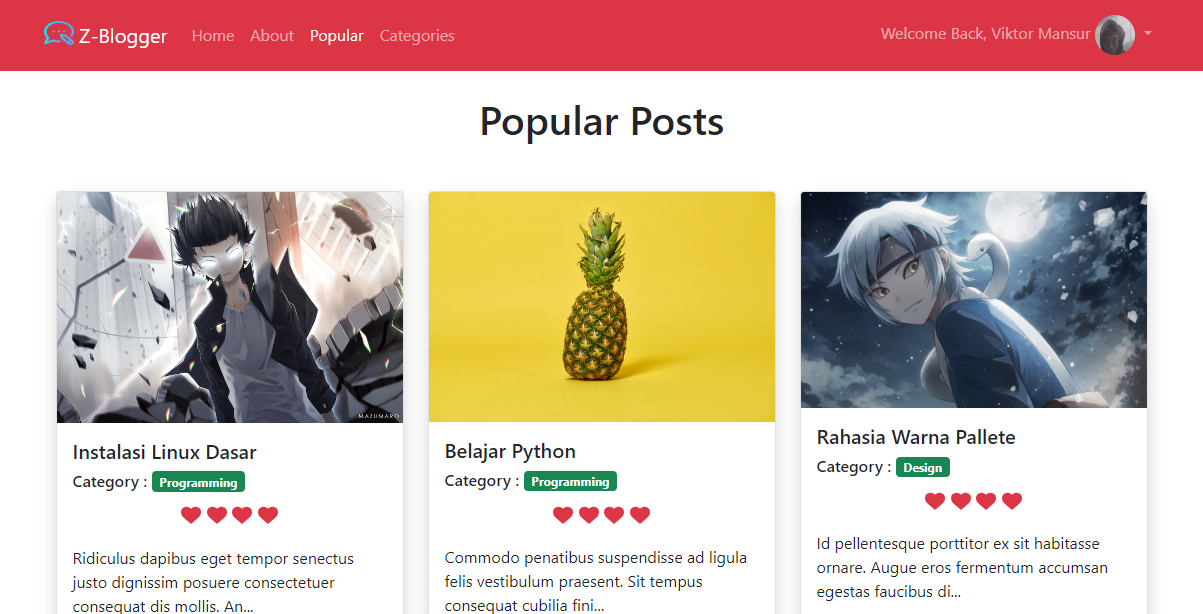 Z-Blogger Home About Popular Categories Welcome Back, Viktor Mansur
Popular Posts
MAZUMARO
Instalasi Linux Dasar
Category : Programming
Ridiculus dapibus eget tempor senectus
justo dignissim posuere consectetuer
consequat dis mollis. An...
Belajar Python
Category : Programming
Commodo penatibus suspendisse ad ligula
felis vestibulum praesent. Sit tempus
consequat cubilia fini...
Rahasia Warna Pallete
Category : Design
Id pellentesque porttitor ex sit habitasse
ornare. Augue eros fermentum accumsan
egestas faucibus di...